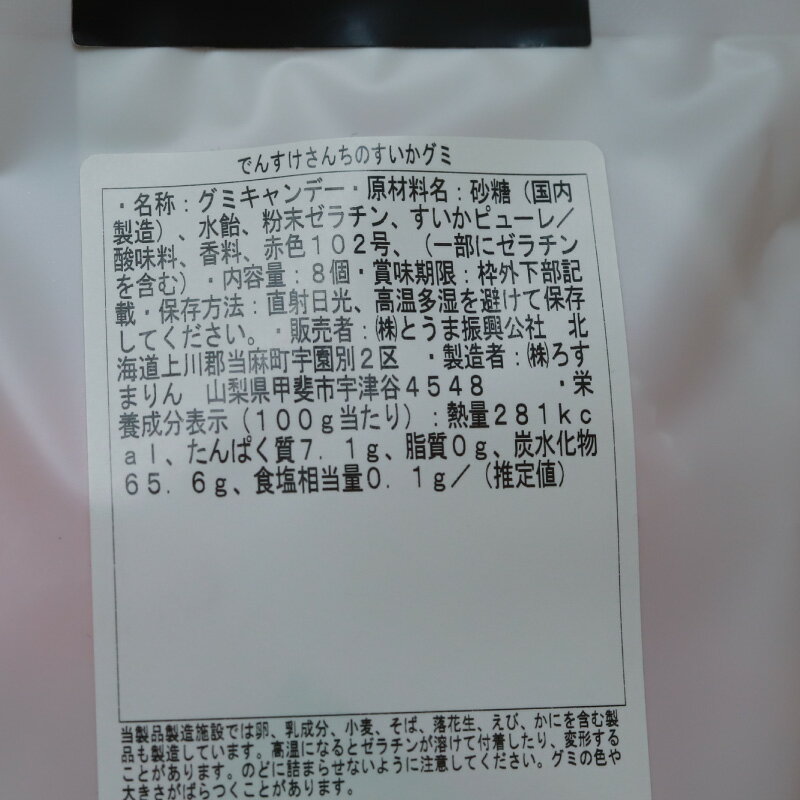 でんすけさんちのすいかグミ
・名称：グミキャンデー・原材料名：砂糖（国内
製造）、水飴、粉末ゼラチン、すいかピューレ／
酸味料、香料、赤色１０２号、（一部にゼラチン
を含む）・内容量：８個・賞味期限：枠外下部記
載・保存方法：直射日光、高温多湿を避けて保存
してください。・販売者：㈱とうま振興公社　北
海道上川郡当麻町字園別２区　・製造者：㈱ろす
まりん　山梨県甲斐市宇津谷４５４８　　　・栄
養成分表示（１００ｇ当たり）：熱量２８１ｋｃ
ａｌ、たんぱく質７．１ｇ、脂質０ｇ、炭水化物
６５．６ｇ、食塩相当量０．１ｇ／（推定値）
当製品製造施設では卵、乳成分、小麦、そば、落花生、えび、かにを含む製
品も製造しています。高温になるとゼラチンが溶けて付着したり、変形する
ことがあります。のどに詰まらせないように注意してください。グミの色や
大きさがばらつくことがあります。